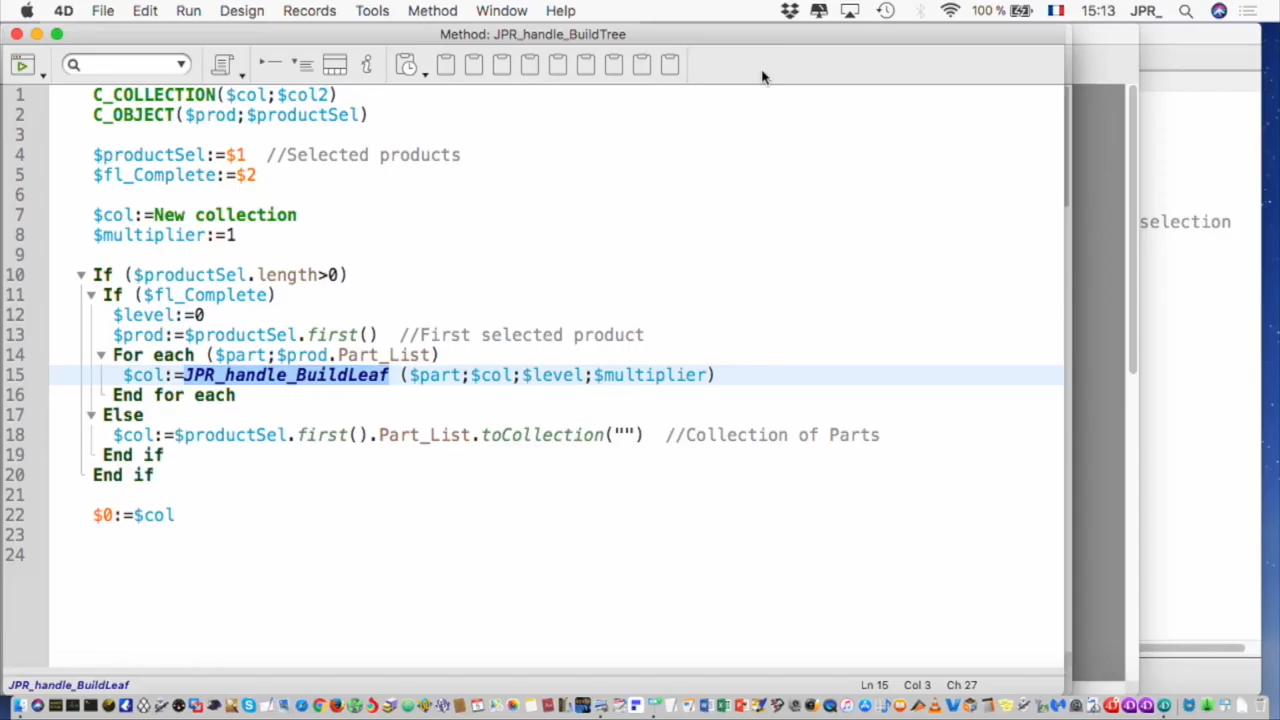 4D File Edit Run Design Records Tools Method Window Help 100 % 15:13 JPR_
Method: JPR_handle_BuildTree
1 C_COLLECTION($col;$col2)
2 C_OBJECT($prod;$productSel)
3
4 $productSel:=$1 //Selected products
5 $fl_Complete:=$2
6
7 $col:=New collection
selection
8 $multiplier:=1
9
10 If ($productSel.length>0)
11 If ($fl_Complete)
12 $level:=0
13 $prod:=$productSel.first() //First selected product
14 For each ($part;$prod.Part_List)
15 $col:=JPR_handle_BuildLeaf ($part;$col;$level;$multiplier)
16 End for each
17 Else
18 $col:=$productSel.first().Part_List.toCollection("") //Collection of Parts
19 End if
20 End if
21
22 $0:=$col
23
24
JPR_handle_BuildLeaf Ln 15 Col 3 Ch 27